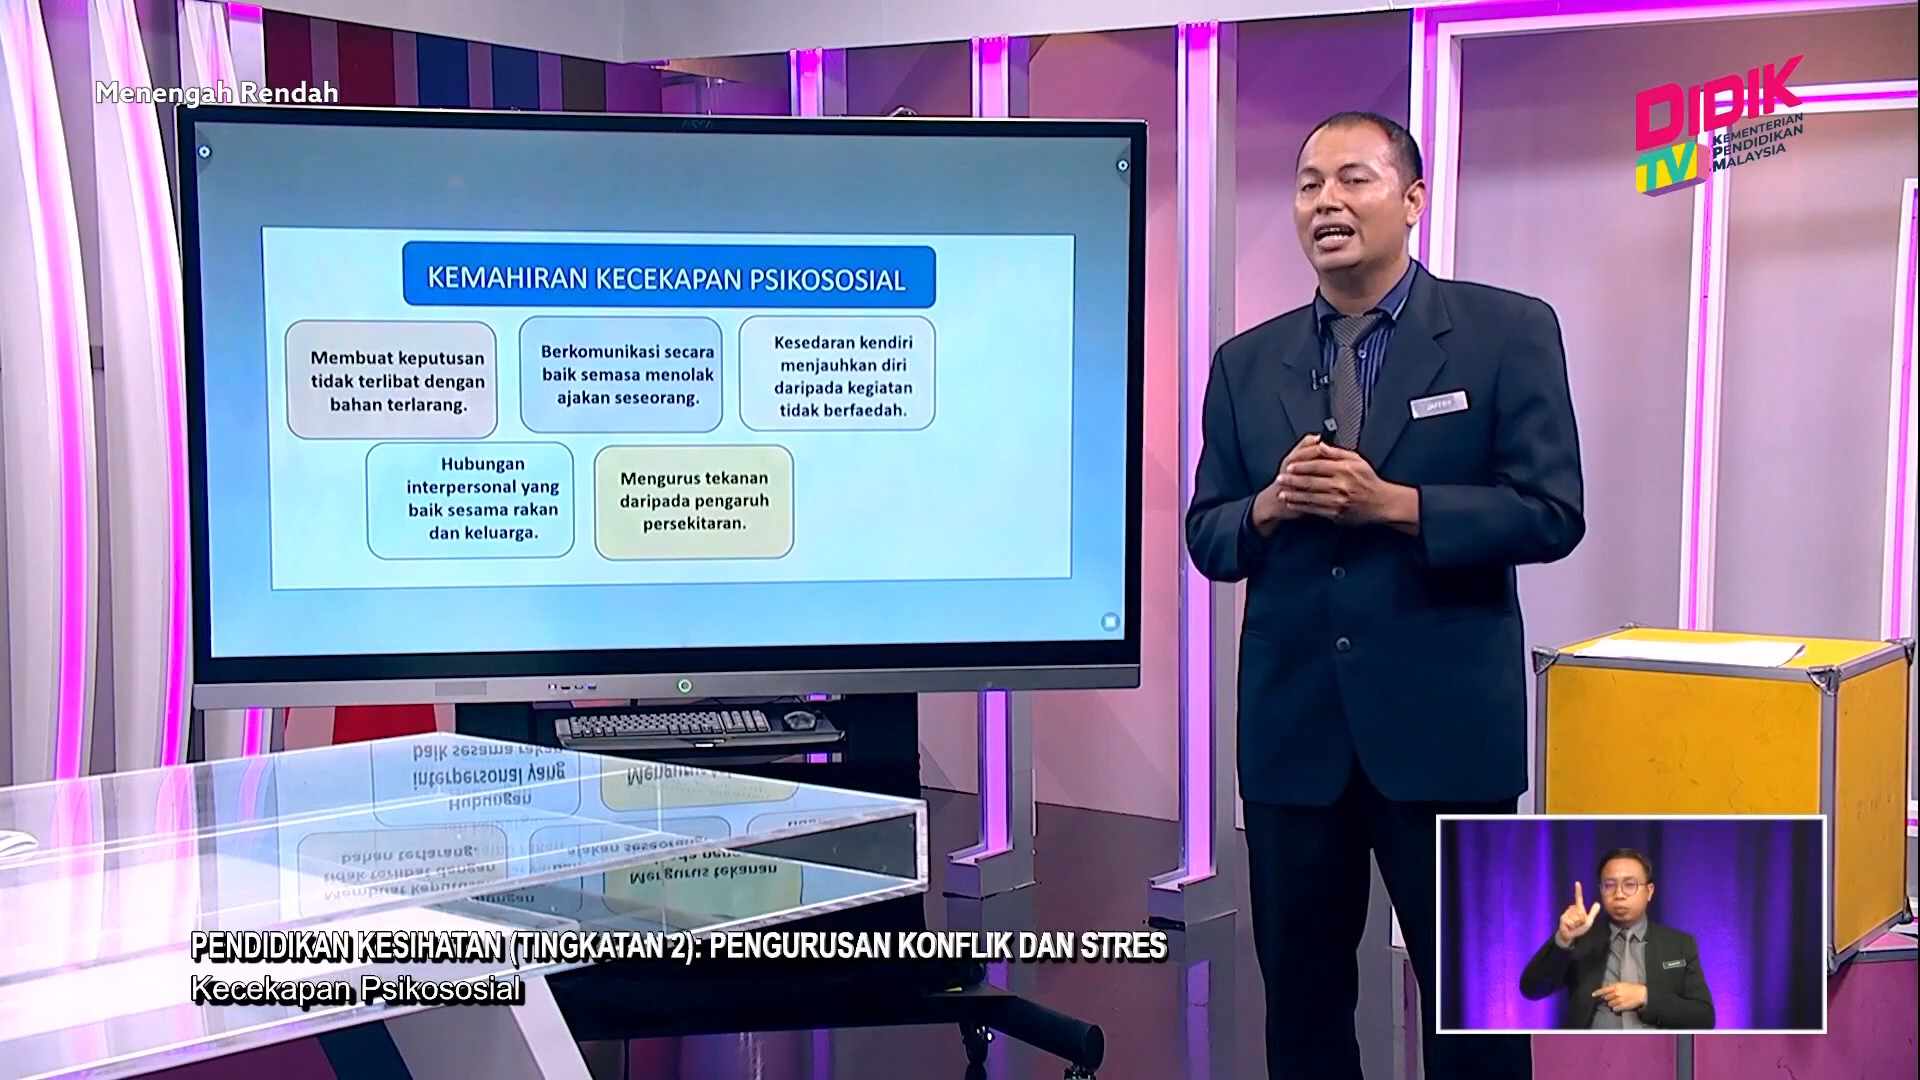 Menengah Rendah
DIDIK
TV
KEMENTERIAN
PENDIDIKAN
MALAYSIA
KEMAHIRAN KECEKAPAN PSIKOSOSIAL
Membuat keputusan
tidak terlibat dengan
bahan terlarang.
Berkomunikasi secara
baik semasa menolak
ajakan seseorang.
Kesedaran kendiri
menjauhkan diri
daripada kegiatan
tidak berfaedah.
Hubungan
interpersonal yang
baik sesama rakan
dan keluarga.
Mengurus tekanan
daripada pengaruh
persekitaran.
PENDIDIKAN KESIHATAN (TINGKATAN 2): PENGURUSAN KONFLIK DAN STRES
Kecekapan Psikososial